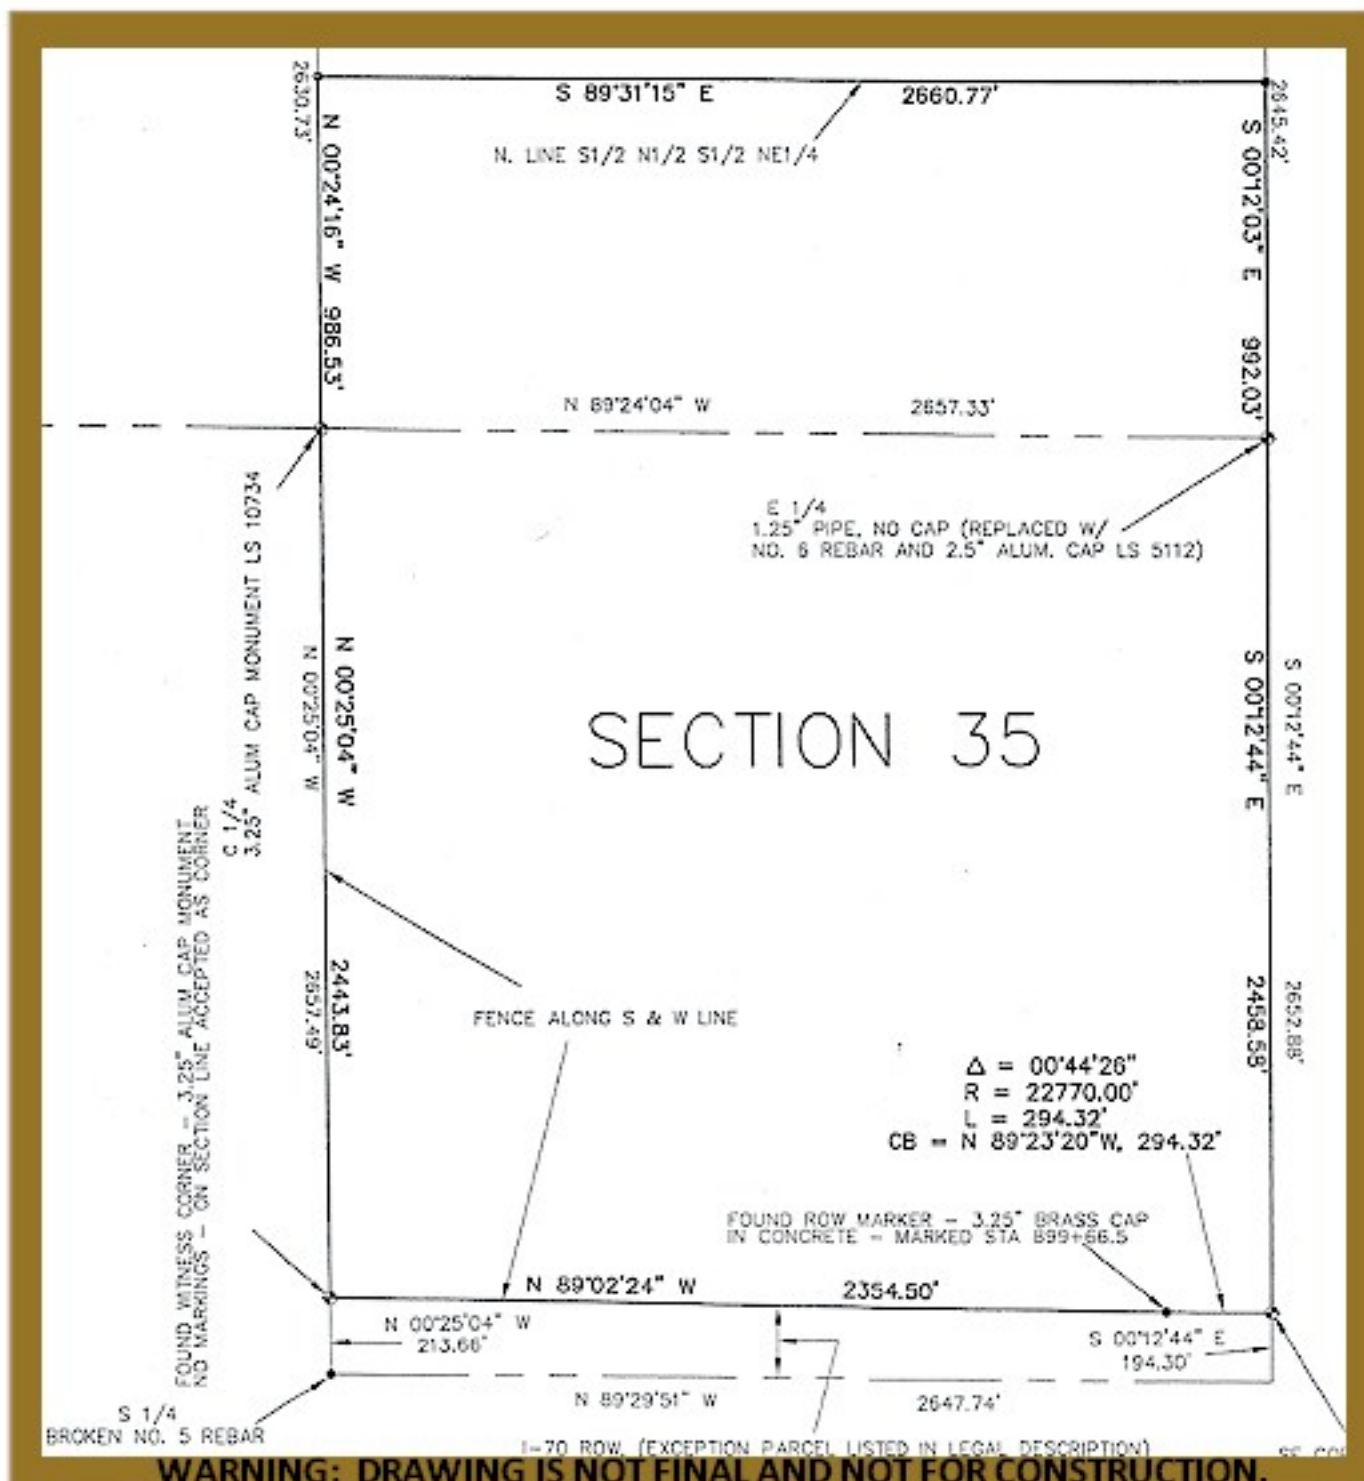 2630.73'
S 89°31'15" E
2660.77'
2645.42'
N. LINE S1/2 N1/2 S1/2 NE1/4
N 00°24'16" W 986.53'
S 00°12'03" E 992.03'
N 89°24'04" W
2657.33'
E 1/4
1.25" PIPE, NO CAP (REPLACED W/
NO. 6 REBAR AND 2.5" ALUM. CAP LS 5112)
C 1/4
3.25" ALUM CAP MONUMENT LS 10734
N 00°25'04" W
N 00°25'04" W
SECTION 35
S 00°12'44" E
S 00°12'44" E
2443.83'
2657.49'
FENCE ALONG S & W LINE
2458.58'
2652.88'
Δ = 00°44'26"
R = 22770.00'
L = 294.32'
CB = N 89°23'20"W, 294.32'
FOUND WITNESS CORNER – 3.25" ALUM CAP MONUMENT
NO MARKINGS – ON SECTION LINE ACCEPTED AS CORNER
FOUND ROW MARKER – 3.25" BRASS CAP
IN CONCRETE – MARKED STA 899+66.5
N 89°02'24" W
2354.50'
N 00°25'04" W
213.66'
S 00°12'44" E
194.30'
N 89°29'51" W
2647.74'
S 1/4
BROKEN NO. 5 REBAR
I-70 ROW, (EXCEPTION PARCEL LISTED IN LEGAL DESCRIPTION)
WARNING: DRAWING IS NOT FINAL AND NOT FOR CONSTRUCTION